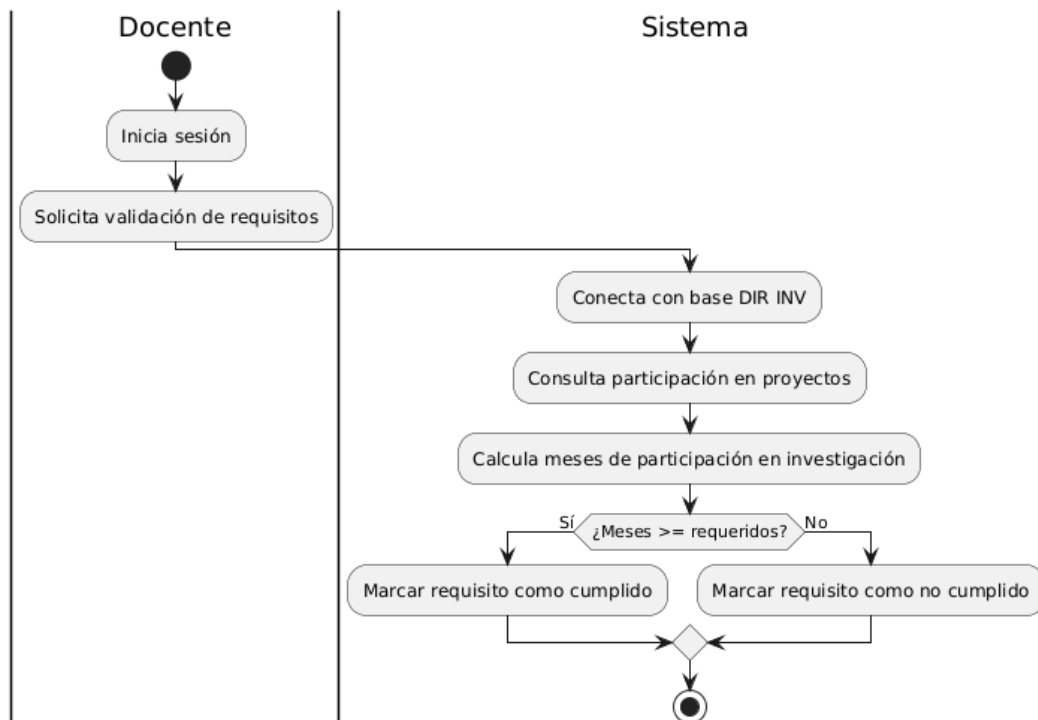 Docente
Sistema
Inicia sesión
Solicita validación de requisitos
Conecta con base DIR INV
Consulta participación en proyectos
Calcula meses de participación en investigación
Sí
¿Meses >= requeridos?
No
Marcar requisito como cumplido
Marcar requisito como no cumplido